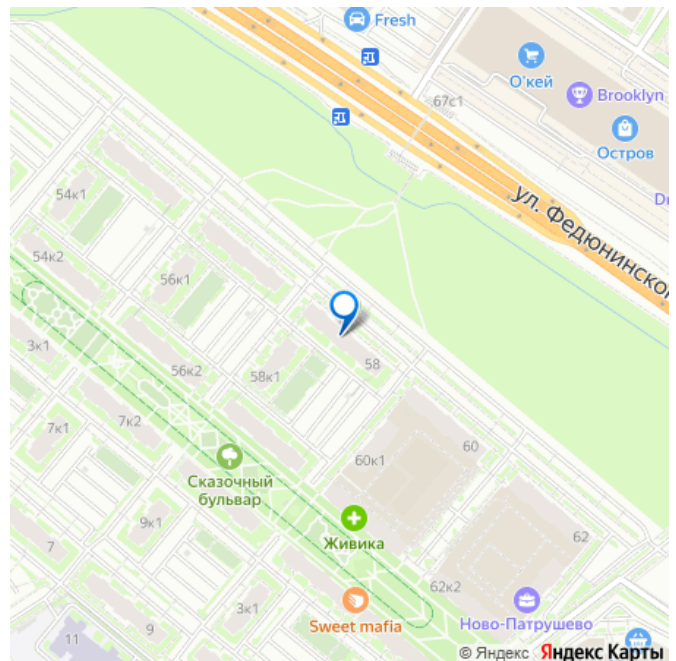 Fresh
О'кей
67с1
Brooklyn
Остров
ул. Федюнинског
54к1
54к2
56к1
3к1
56к2
58к1
58
7к2
7к1
60к1
60
Сказочный
бульвар
9к1
Живика
62
7
62к2
3к1
Ново-Патрушево
9
Sweet mafia
11
© Яндекс Яндекс Карты